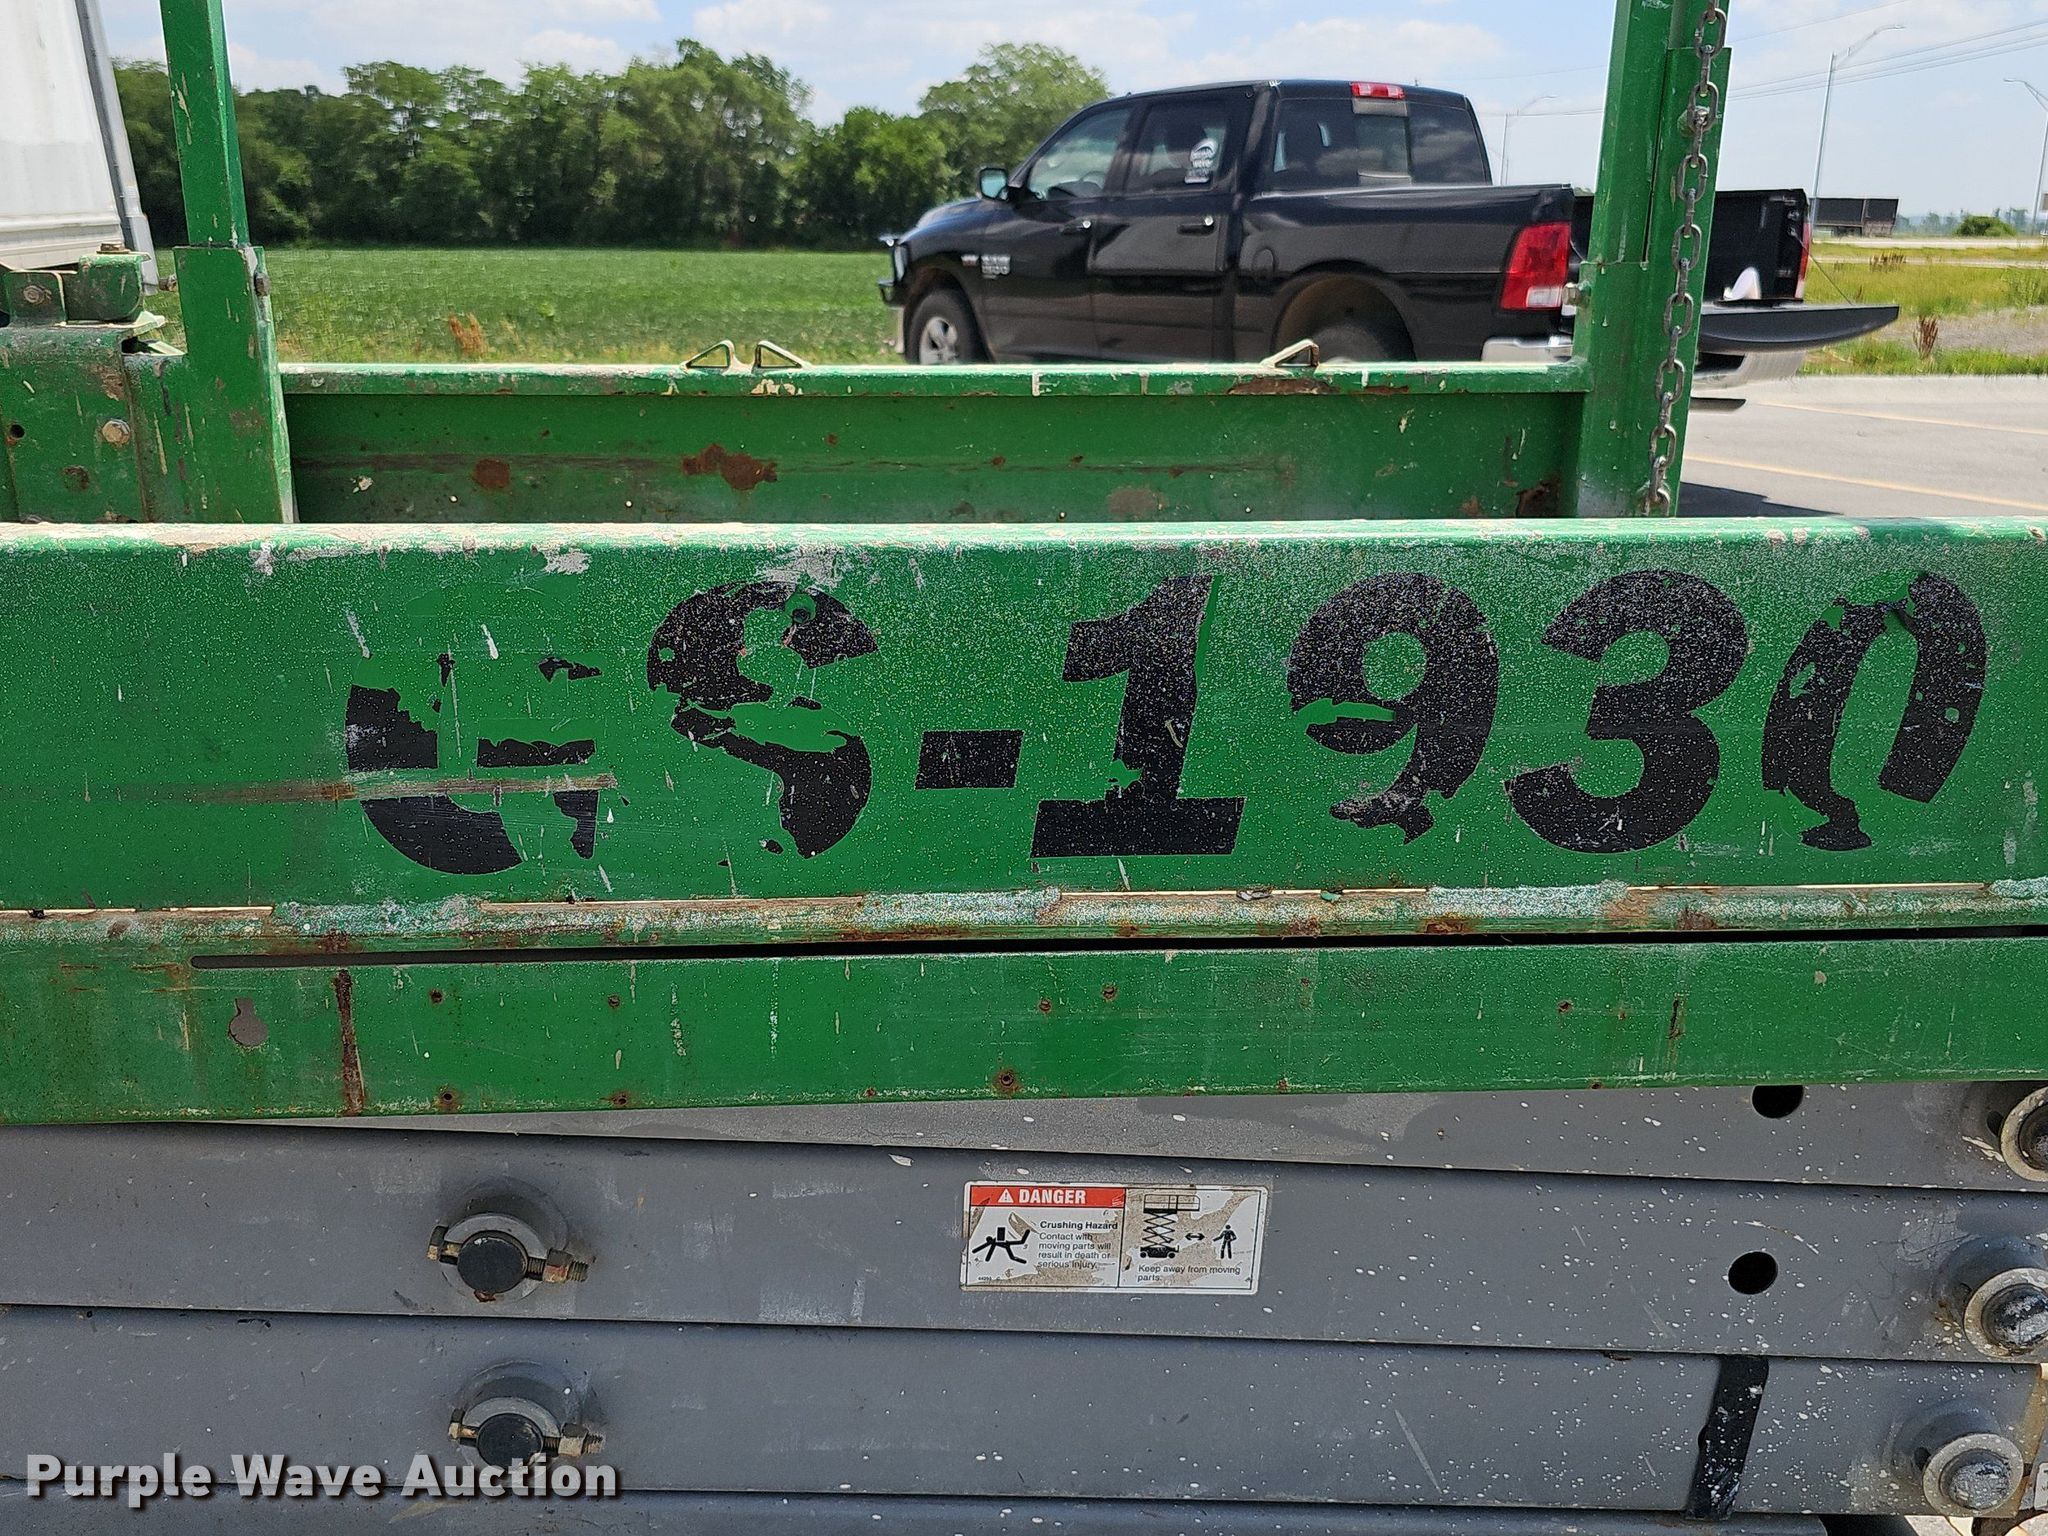 GS-1930
DANGER
Crushing Hazard
Contact with
moving parts will
result in death or
serious injury.
Keep away from moving
parts.
Purple Wave Auction